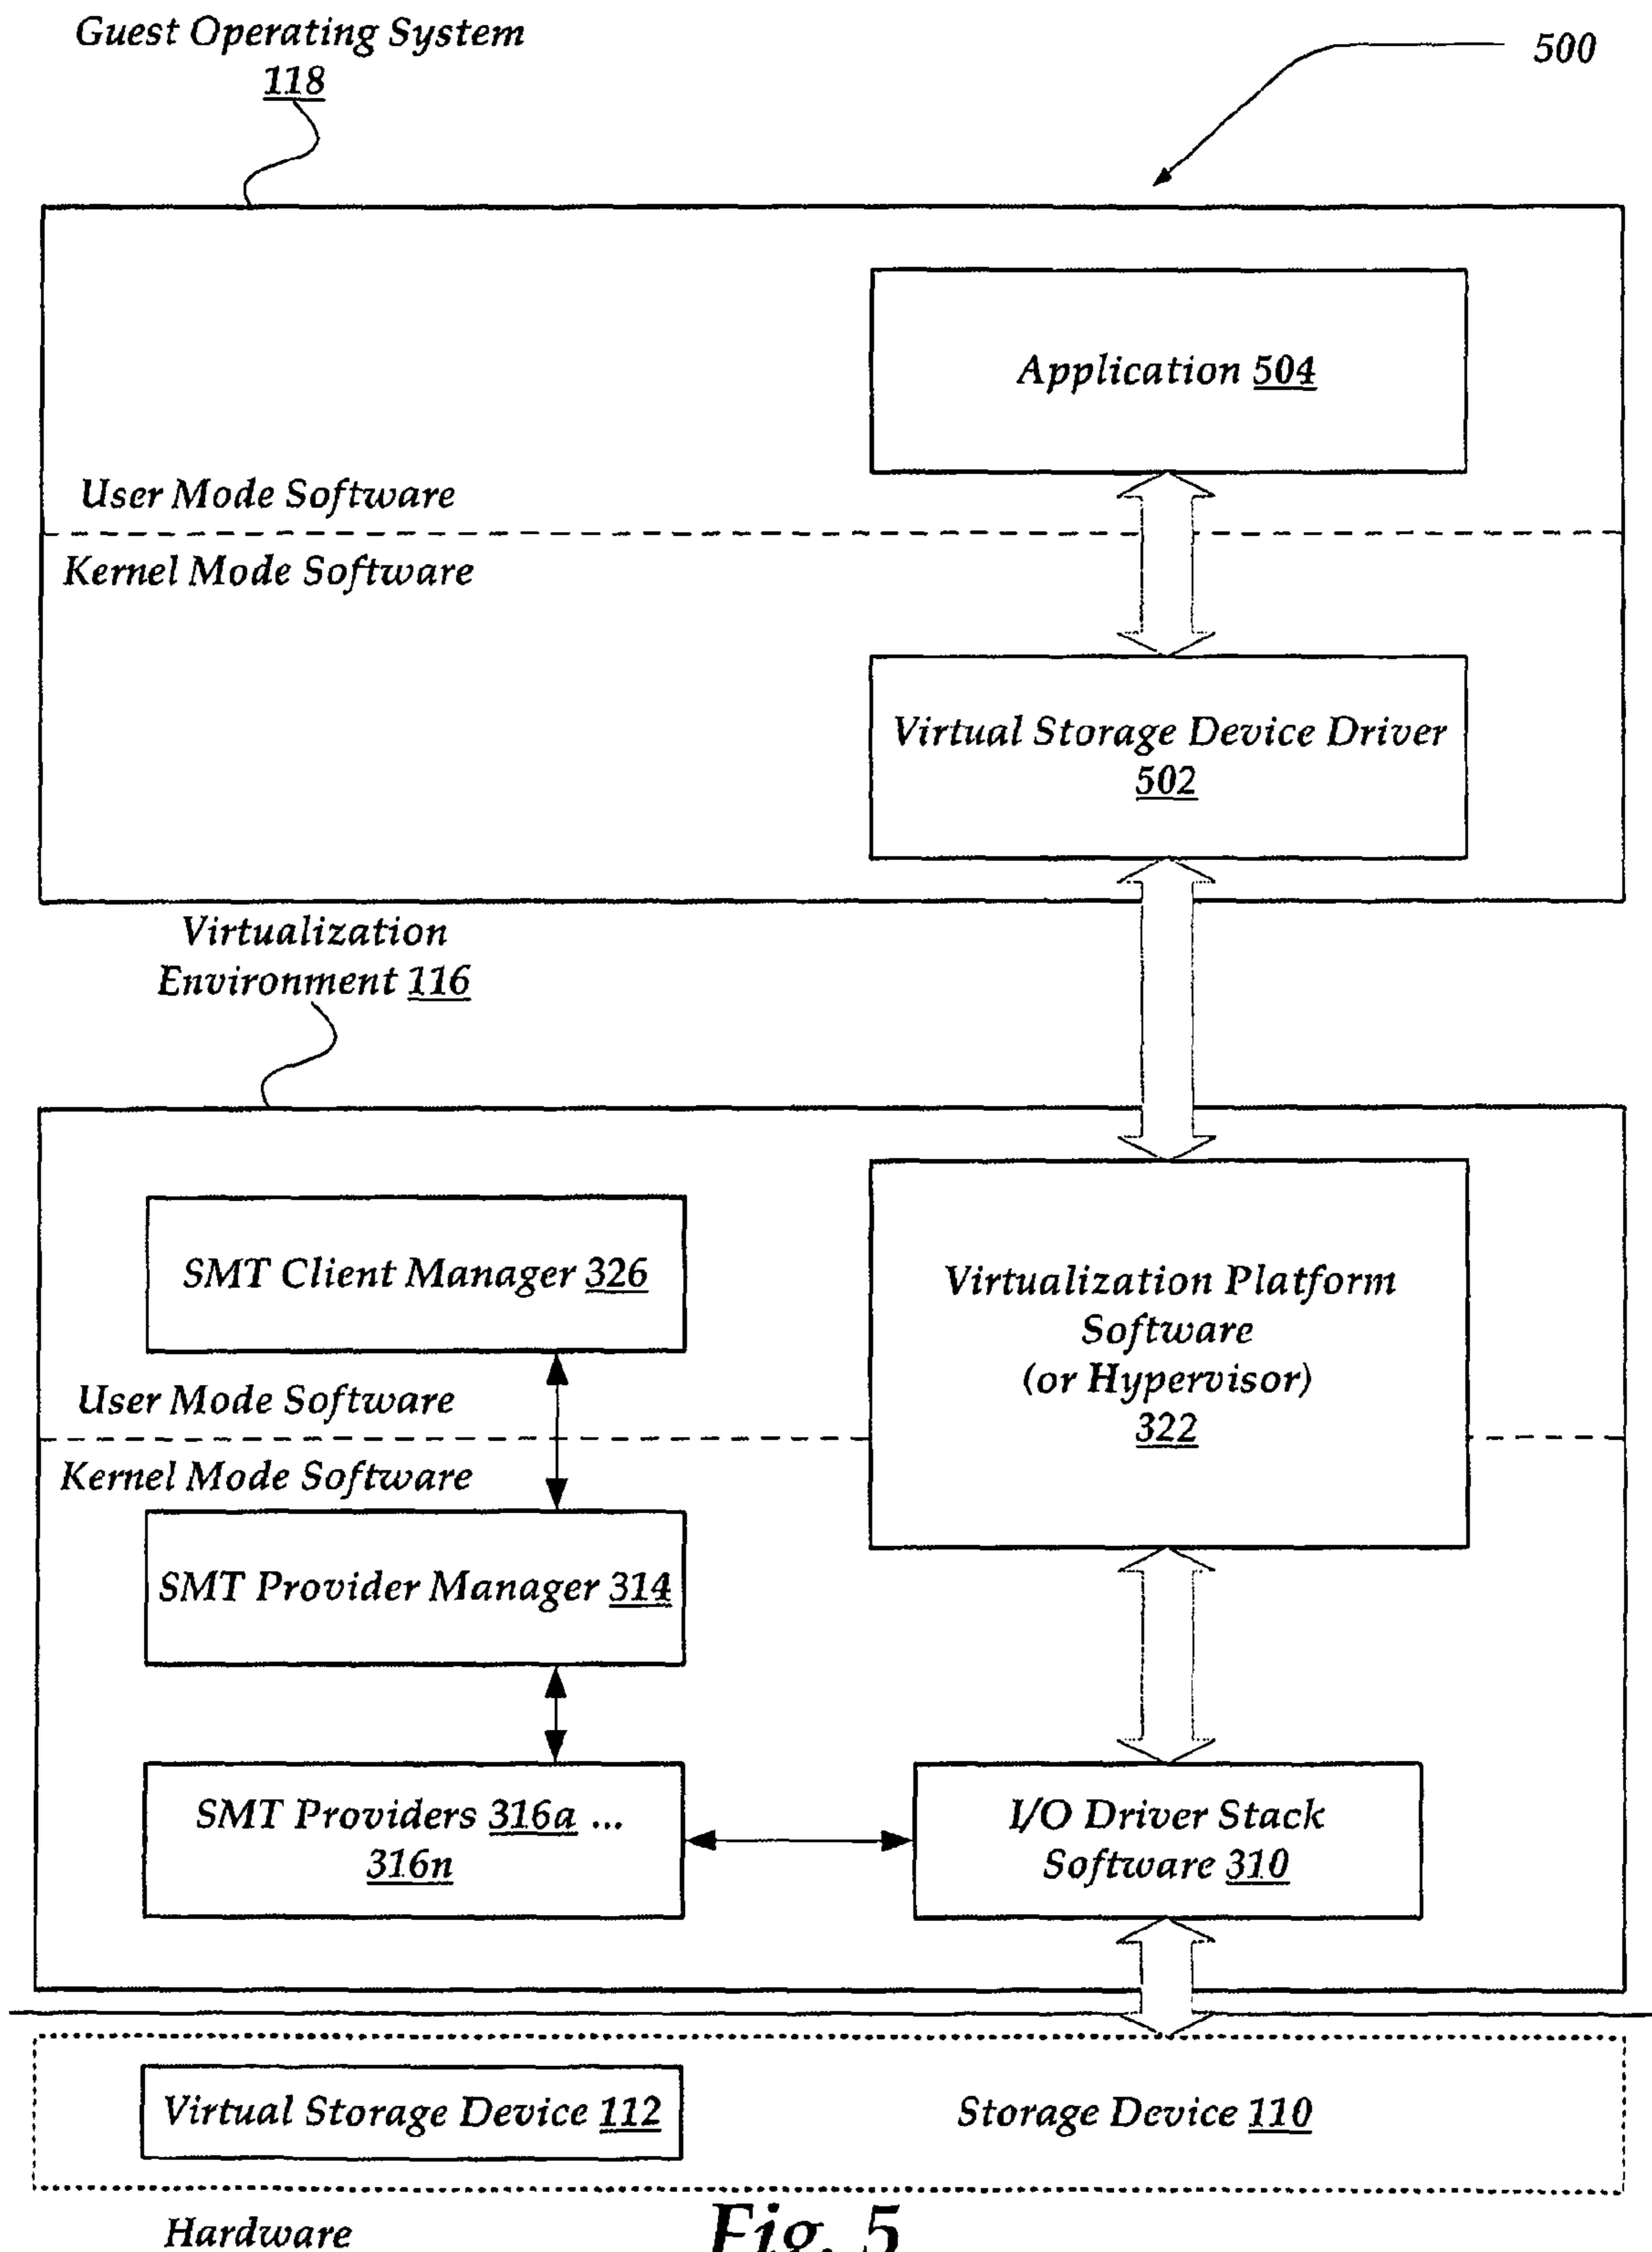 Guest Operating System
118
500
Application 504
User Mode Software
Kernel Mode Software
Virtual Storage Device Driver
502
Virtualization
Environment 116
SMT Client Manager 326
Virtualization Platform
Software
(or Hypervisor)
322
User Mode Software
Kernel Mode Software
SMT Provider Manager 314
SMT Providers 316a ...
316n
I/O Driver Stack
Software 310
Virtual Storage Device 112
Storage Device 110
Hardware
Fig. 5